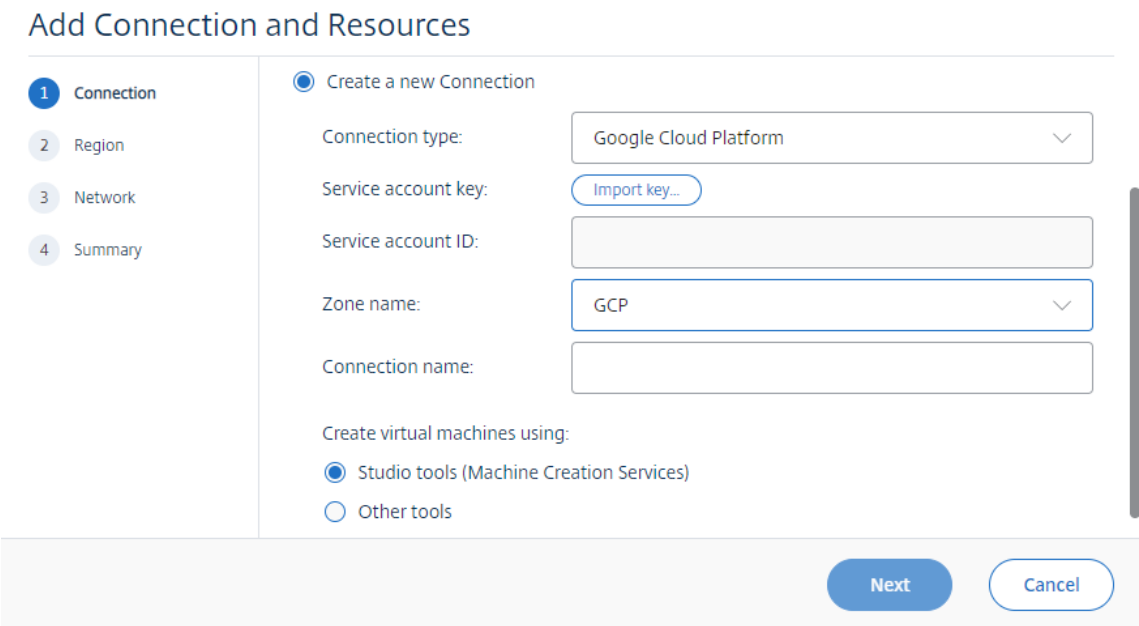 Add Connection and Resources
1 Connection
2 Region
3 Network
4 Summary
Create a new Connection
Connection type: Google Cloud Platform
Service account key: Import key...
Service account ID:
Zone name: GCP
Connection name:
Create virtual machines using:
Studio tools (Machine Creation Services)
Other tools
Next Cancel